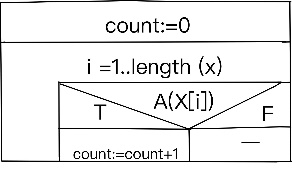 count:=0
i =1..length (x)
A(X[i])
T
F
count:=count+1
—